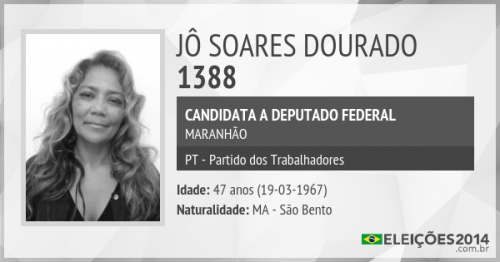 JÔ SOARES DOURADO
1388
CANDIDATA A DEPUTADO FEDERAL
MARANHÃO
PT - Partido dos Trabalhadores
Idade: 47 anos (19-03-1967)
Naturalidade: MA - São Bento
ELEIÇÕES2014
.com.br